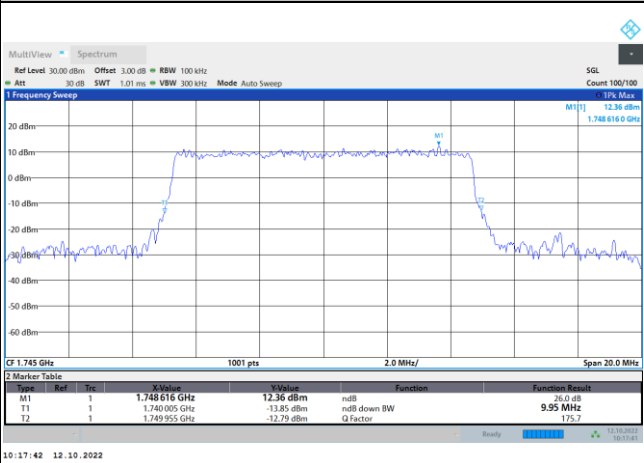 MultiView Spectrum
Ref Level 30.00 dBm Offset 3.00 dB RBW 100 kHz SGL
Att 30 dB SWT 1.01 ms VBW 300 kHz Mode Auto Sweep Count 100/100
1 Frequency Sweep 1Pk Max
M1[1] 12.36 dBm
1.748 616 0 GHz
20 dBm
M1
10 dBm
0 dBm
-10 dBm
T1
T2
-20 dBm
-30 dBm
-40 dBm
-50 dBm
-60 dBm
CF 1.745 GHz 1001 pts 2.0 MHz/ Span 20.0 MHz
2 Marker Table
Type Ref Trc X-Value Y-Value Function Function Result
M1 1 1.748 616 GHz 12.36 dBm ndB 26.0 dB
T1 1 1.740 005 GHz -13.85 dBm ndB down BW 9.95 MHz
T2 1 1.749 955 GHz -12.79 dBm Q Factor 175.7
Ready 12.10.2022
10:17:41
10:17:42 12.10.2022